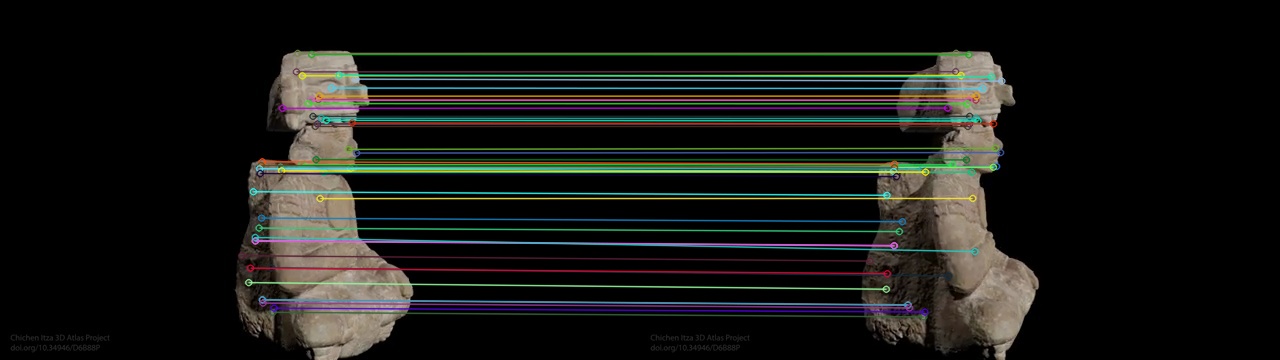 Chichen Itza 3D Atlas Project
doi.org/10.34946/D6B88P
Chichen Itza 3D Atlas Project
doi.org/10.34946/D6B88P